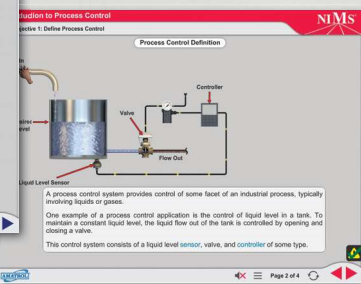 duction to Process Control
NIMS
jective 1: Define Process Control
Process Control Definition
Controller
Valve
Level
Flow Out
Liquid Level Sensor
A process control system provides control of some facet of an industrial process, typically
involving liquids or gases.
One example of a process control application is the control of liquid level in a tank. To
maintain a constant liquid level, the liquid flow out of the tank is controlled by opening and
closing a valve.
This control system consists of a liquid level sensor, valve, and controller of some type.
AMATROL
Page 2 of 4